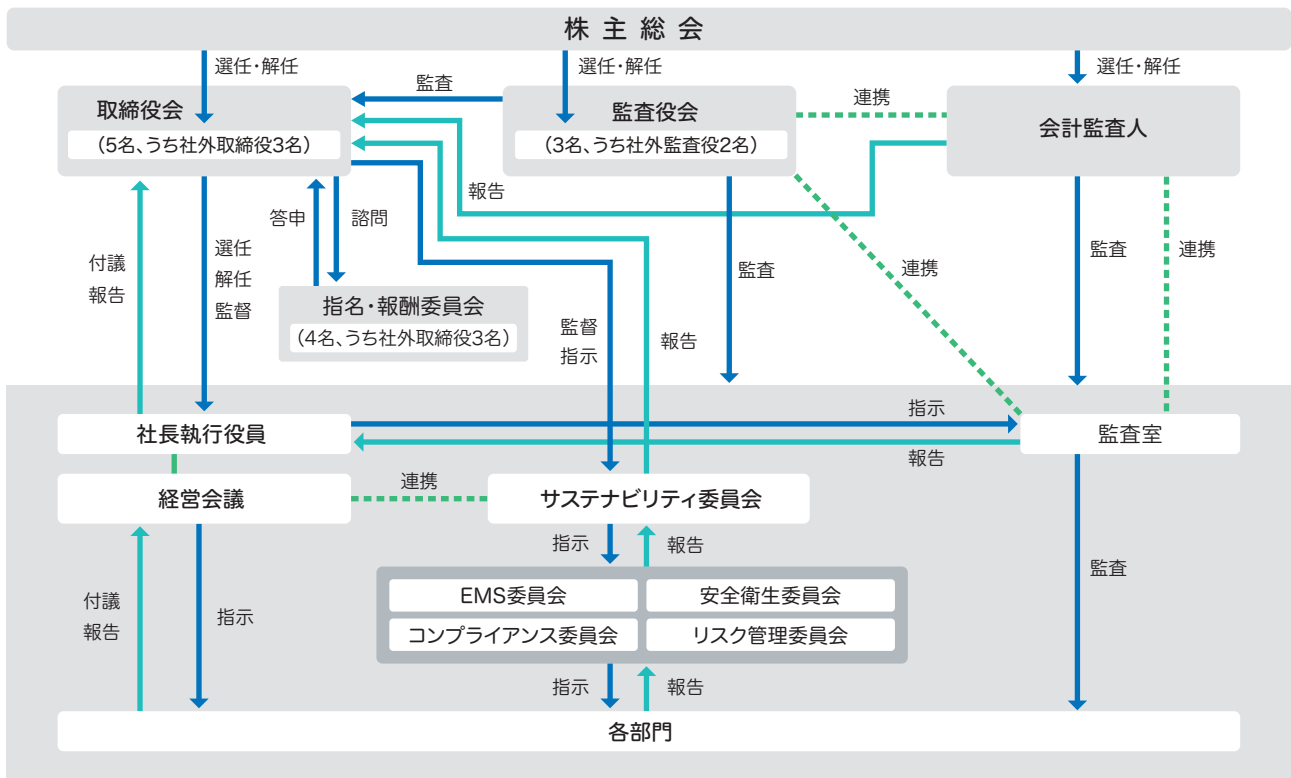 株主総会
選任・解任
選任・解任
選任・解任
取締役会
(5名、うち社外取締役3名)
監査
監査役会
(3名、うち社外監査役2名)
連携
会計監査人
報告
答申
諮問
付議
報告
選任
解任
監督
指名・報酬委員会
(4名、うち社外取締役3名)
監督
指示
報告
監査
連携
監査
連携
社長執行役員
指示
報告
監査室
経営会議
連携
サステナビリティ委員会
指示
報告
EMS委員会
安全衛生委員会
コンプライアンス委員会
リスク管理委員会
付議
報告
指示
監査
指示
報告
各部門